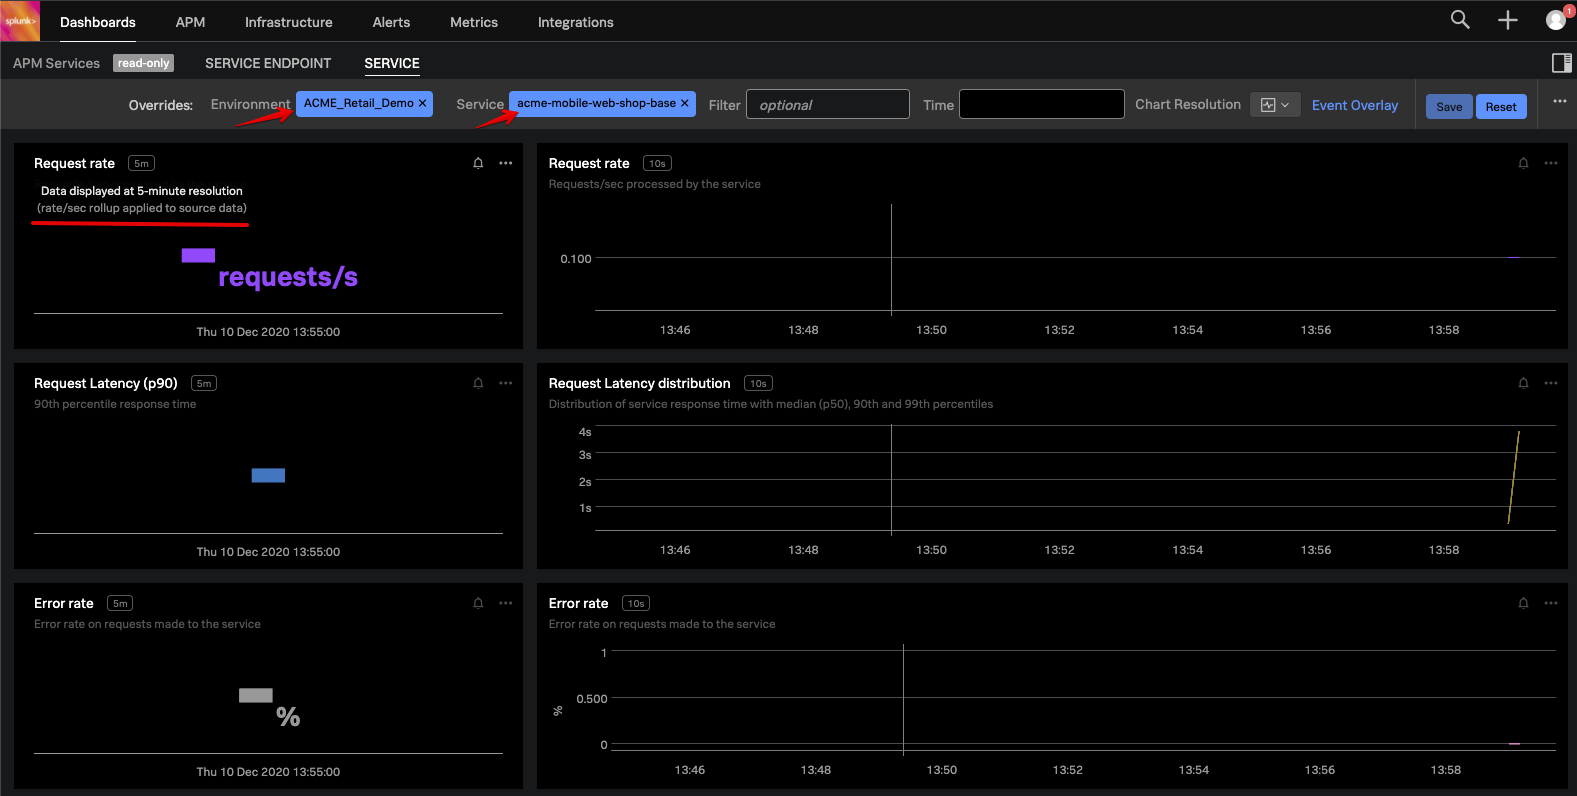 splunk>
Dashboards APM Infrastructure Alerts Metrics Integrations
1
APM Services read-only SERVICE ENDPOINT SERVICE
Overrides: Environment ACME_Retail_Demo × Service acme-mobile-web-shop-base × Filter optional Time Chart Resolution Event Overlay Save Reset
Request rate 5m
Data displayed at 5-minute resolution
(rate/sec rollup applied to source data)
requests/s
Thu 10 Dec 2020 13:55:00
Request rate 10s
Requests/sec processed by the service
0.100
13:46 13:48 13:50 13:52 13:54 13:56 13:58
Request Latency (p90) 5m
90th percentile response time
Thu 10 Dec 2020 13:55:00
Request Latency distribution 10s
Distribution of service response time with median (p50), 90th and 99th percentiles
4s
3s
2s
1s
13:46 13:48 13:50 13:52 13:54 13:56 13:58
Error rate 5m
Error rate on requests made to the service
%
Thu 10 Dec 2020 13:55:00
Error rate 10s
Error rate on requests made to the service
1
0.500
%
0
13:46 13:48 13:50 13:52 13:54 13:56 13:58